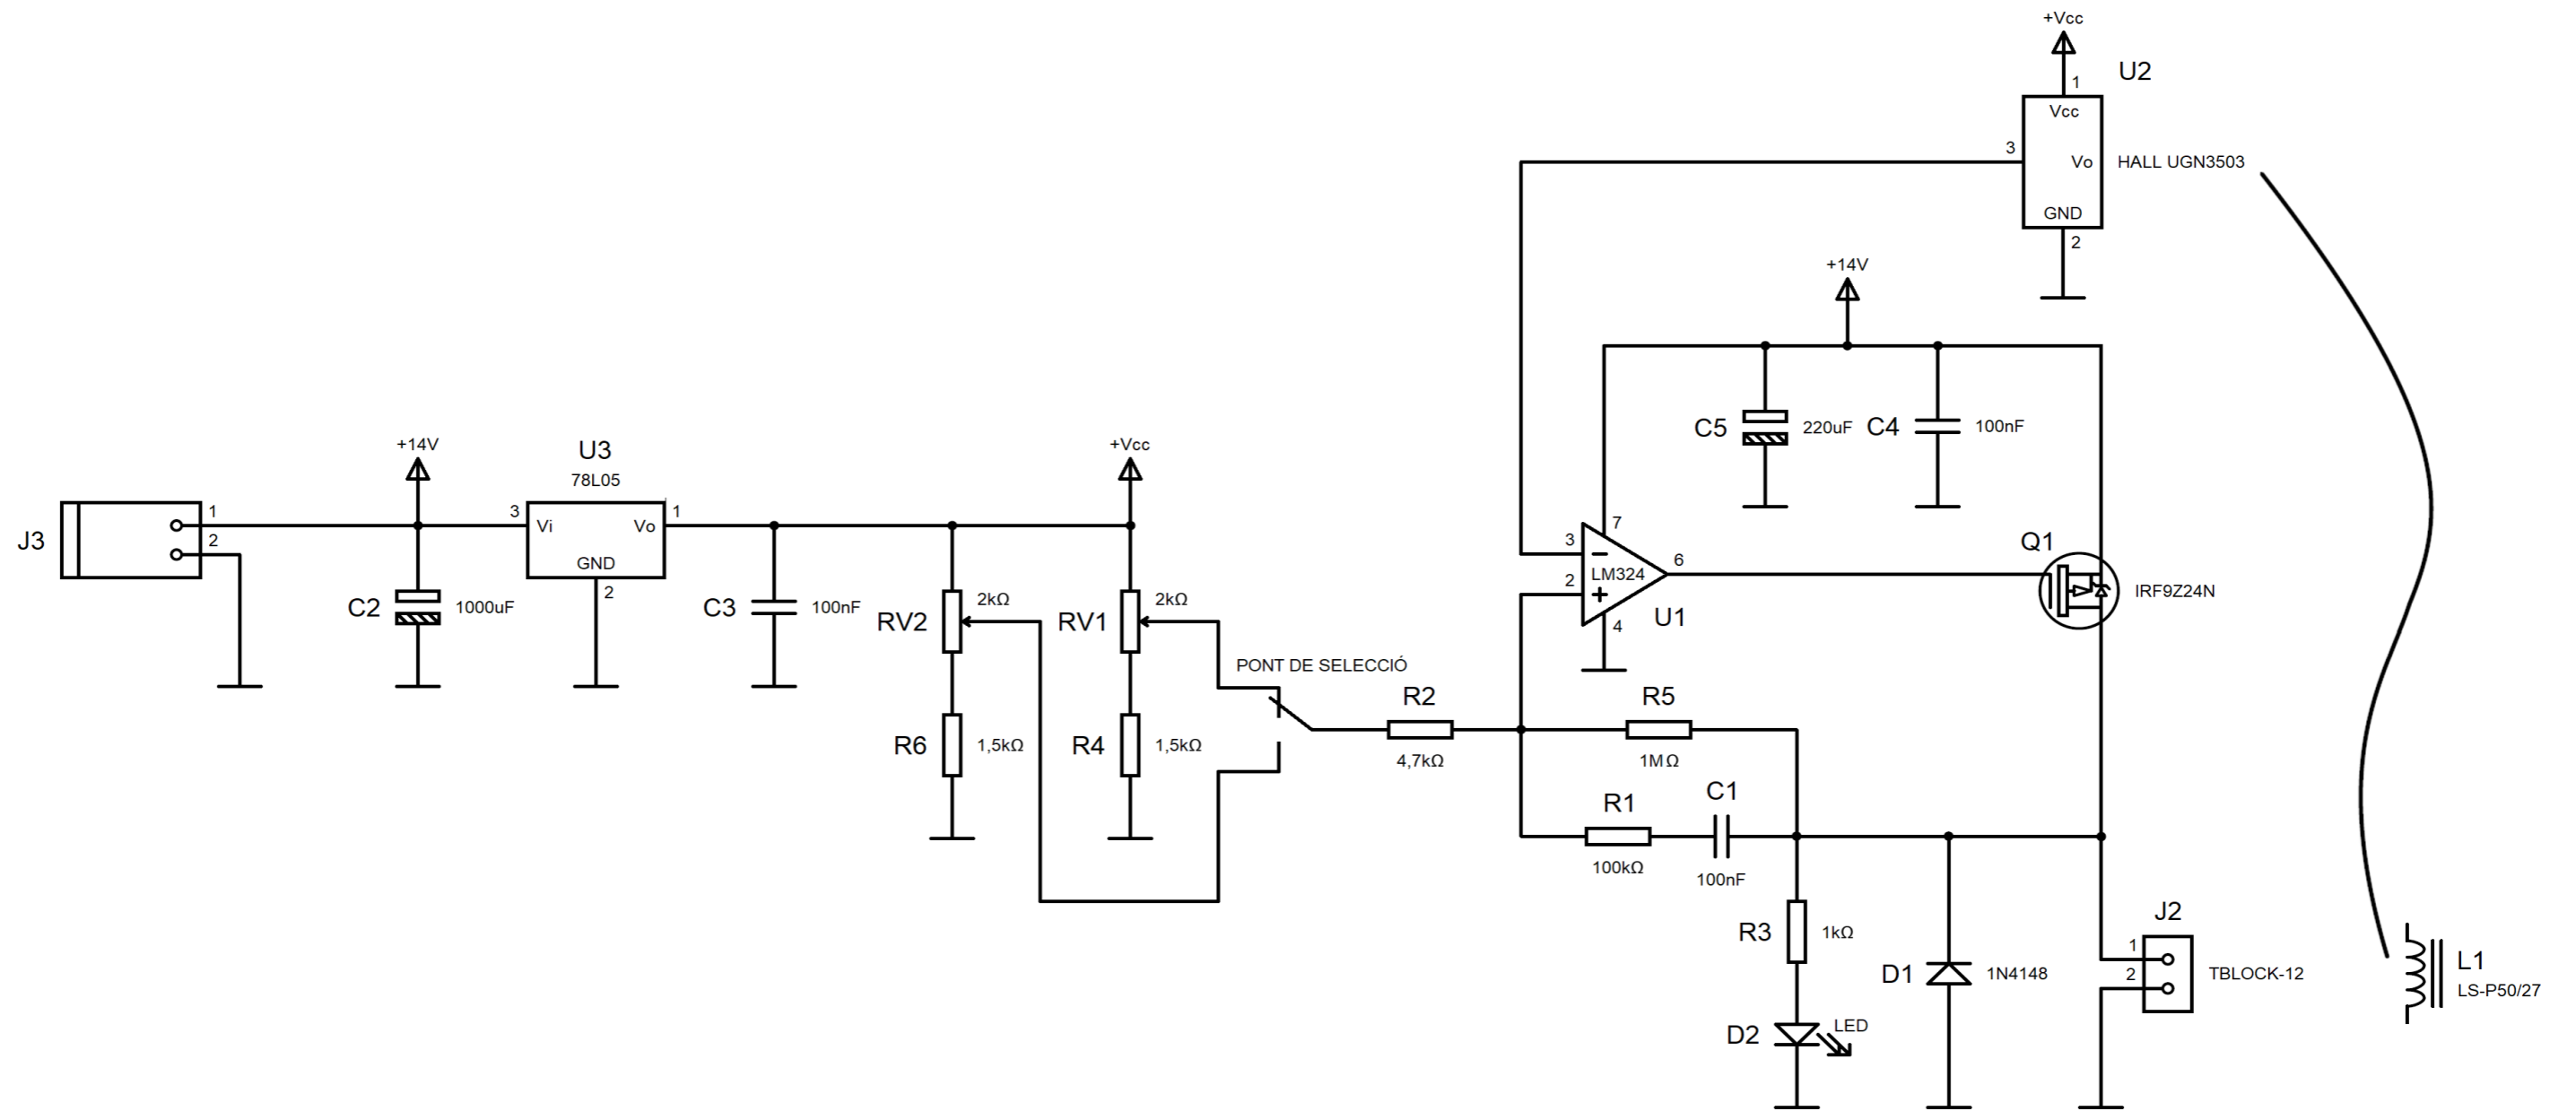 +Vcc
U2
1
Vcc
3
Vo
HALL UGN3503
GND
2
+14V
C5
220uF
C4
100nF
+14V
U3
78L05
+Vcc
J3
1
2
3
Vi
Vo
1
GND
2
C2
1000uF
C3
100nF
RV2
2kΩ
RV1
2kΩ
R6
1,5kΩ
R4
1,5kΩ
PONT DE SELECCIÓ
R2
4,7kΩ
3
2
7
LM324
6
4
U1
Q1
IRF9Z24N
R5
1MΩ
R1
100kΩ
C1
100nF
R3
1kΩ
D2
LED
D1
1N4148
J2
1
2
TBLOCK-12
L1
LS-P50/27